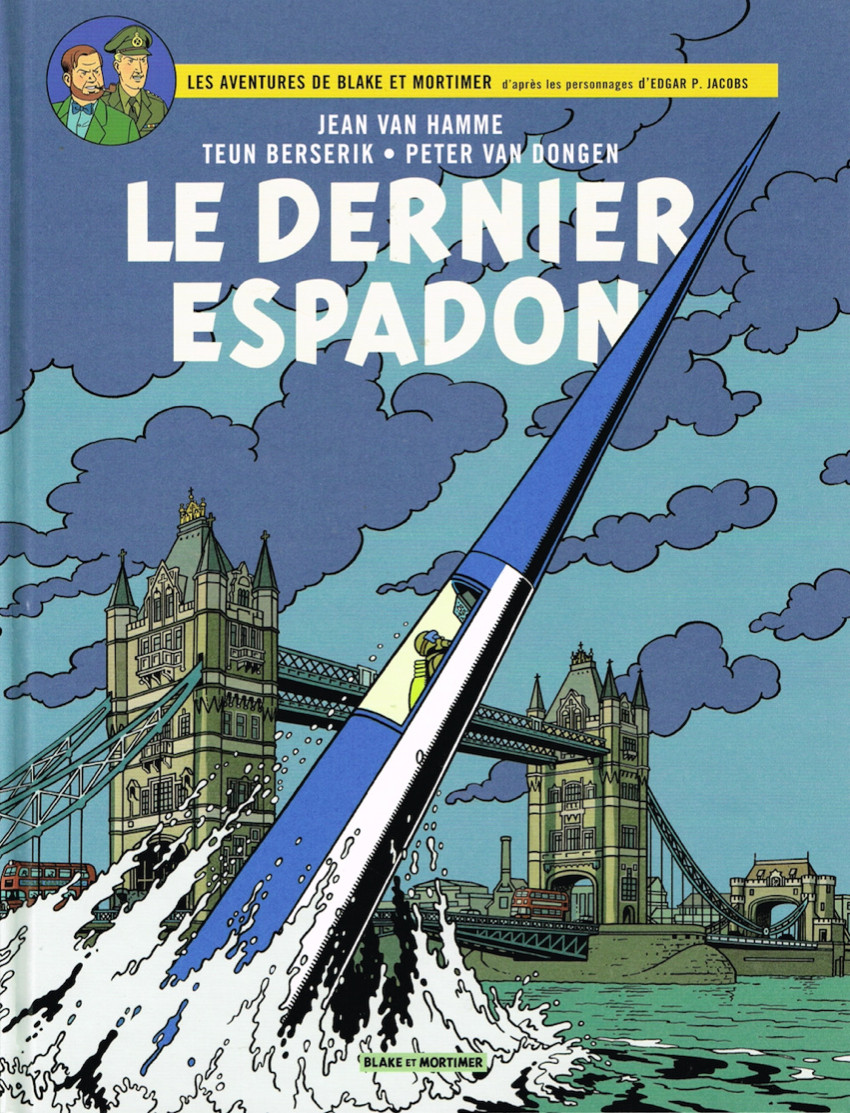 LES AVENTURES DE BLAKE ET MORTIMER d'après les personnages d'EDGAR P. JACOBS
JEAN VAN HAMME
TEUN BERSERIK • PETER VAN DONGEN
LE DERNIER
ESPADON
BLAKE ET MORTIMER